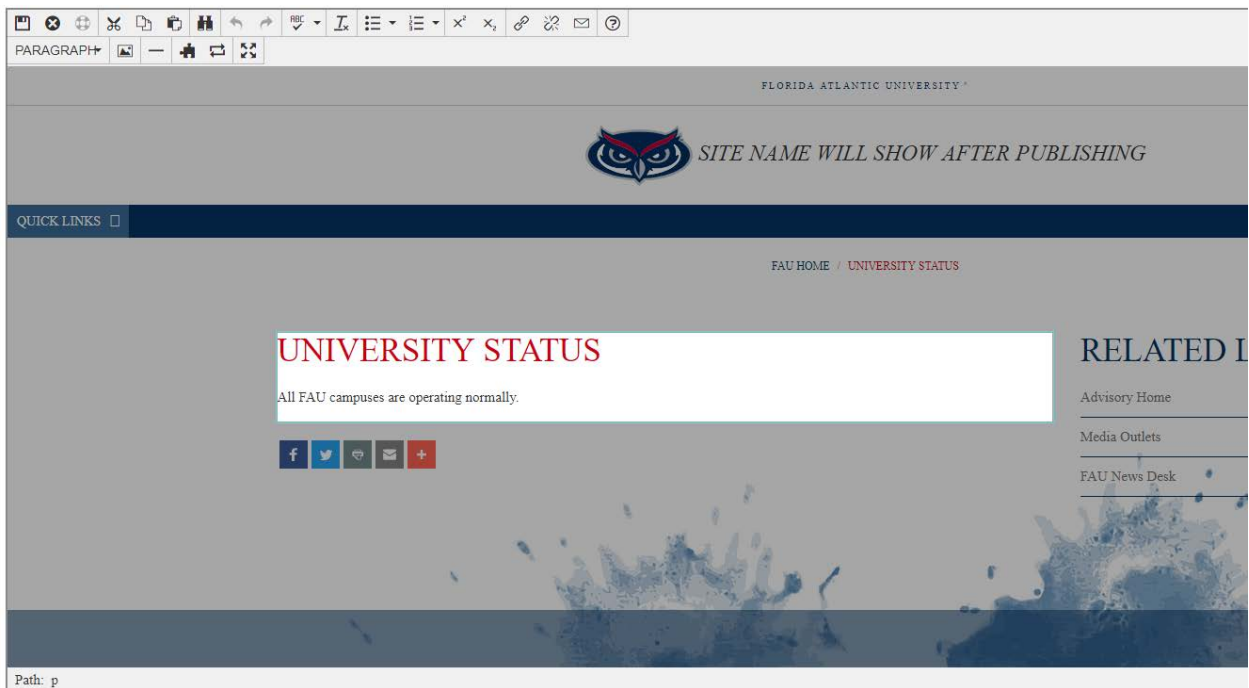 ABC
PARAGRAPH
FLORIDA ATLANTIC UNIVERSITY
SITE NAME WILL SHOW AFTER PUBLISHING
QUICK LINKS
FAU HOME / UNIVERSITY STATUS
UNIVERSITY STATUS
All FAU campuses are operating normally.
RELATED L
Advisory Home
Media Outlets
FAU News Desk
Path: p